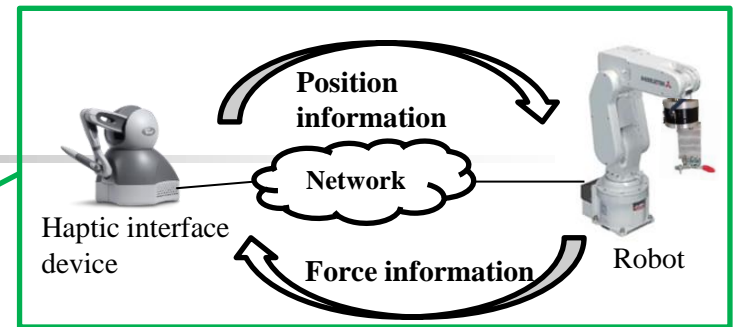 Position
information
Network
Haptic interface
device
Robot
Force information